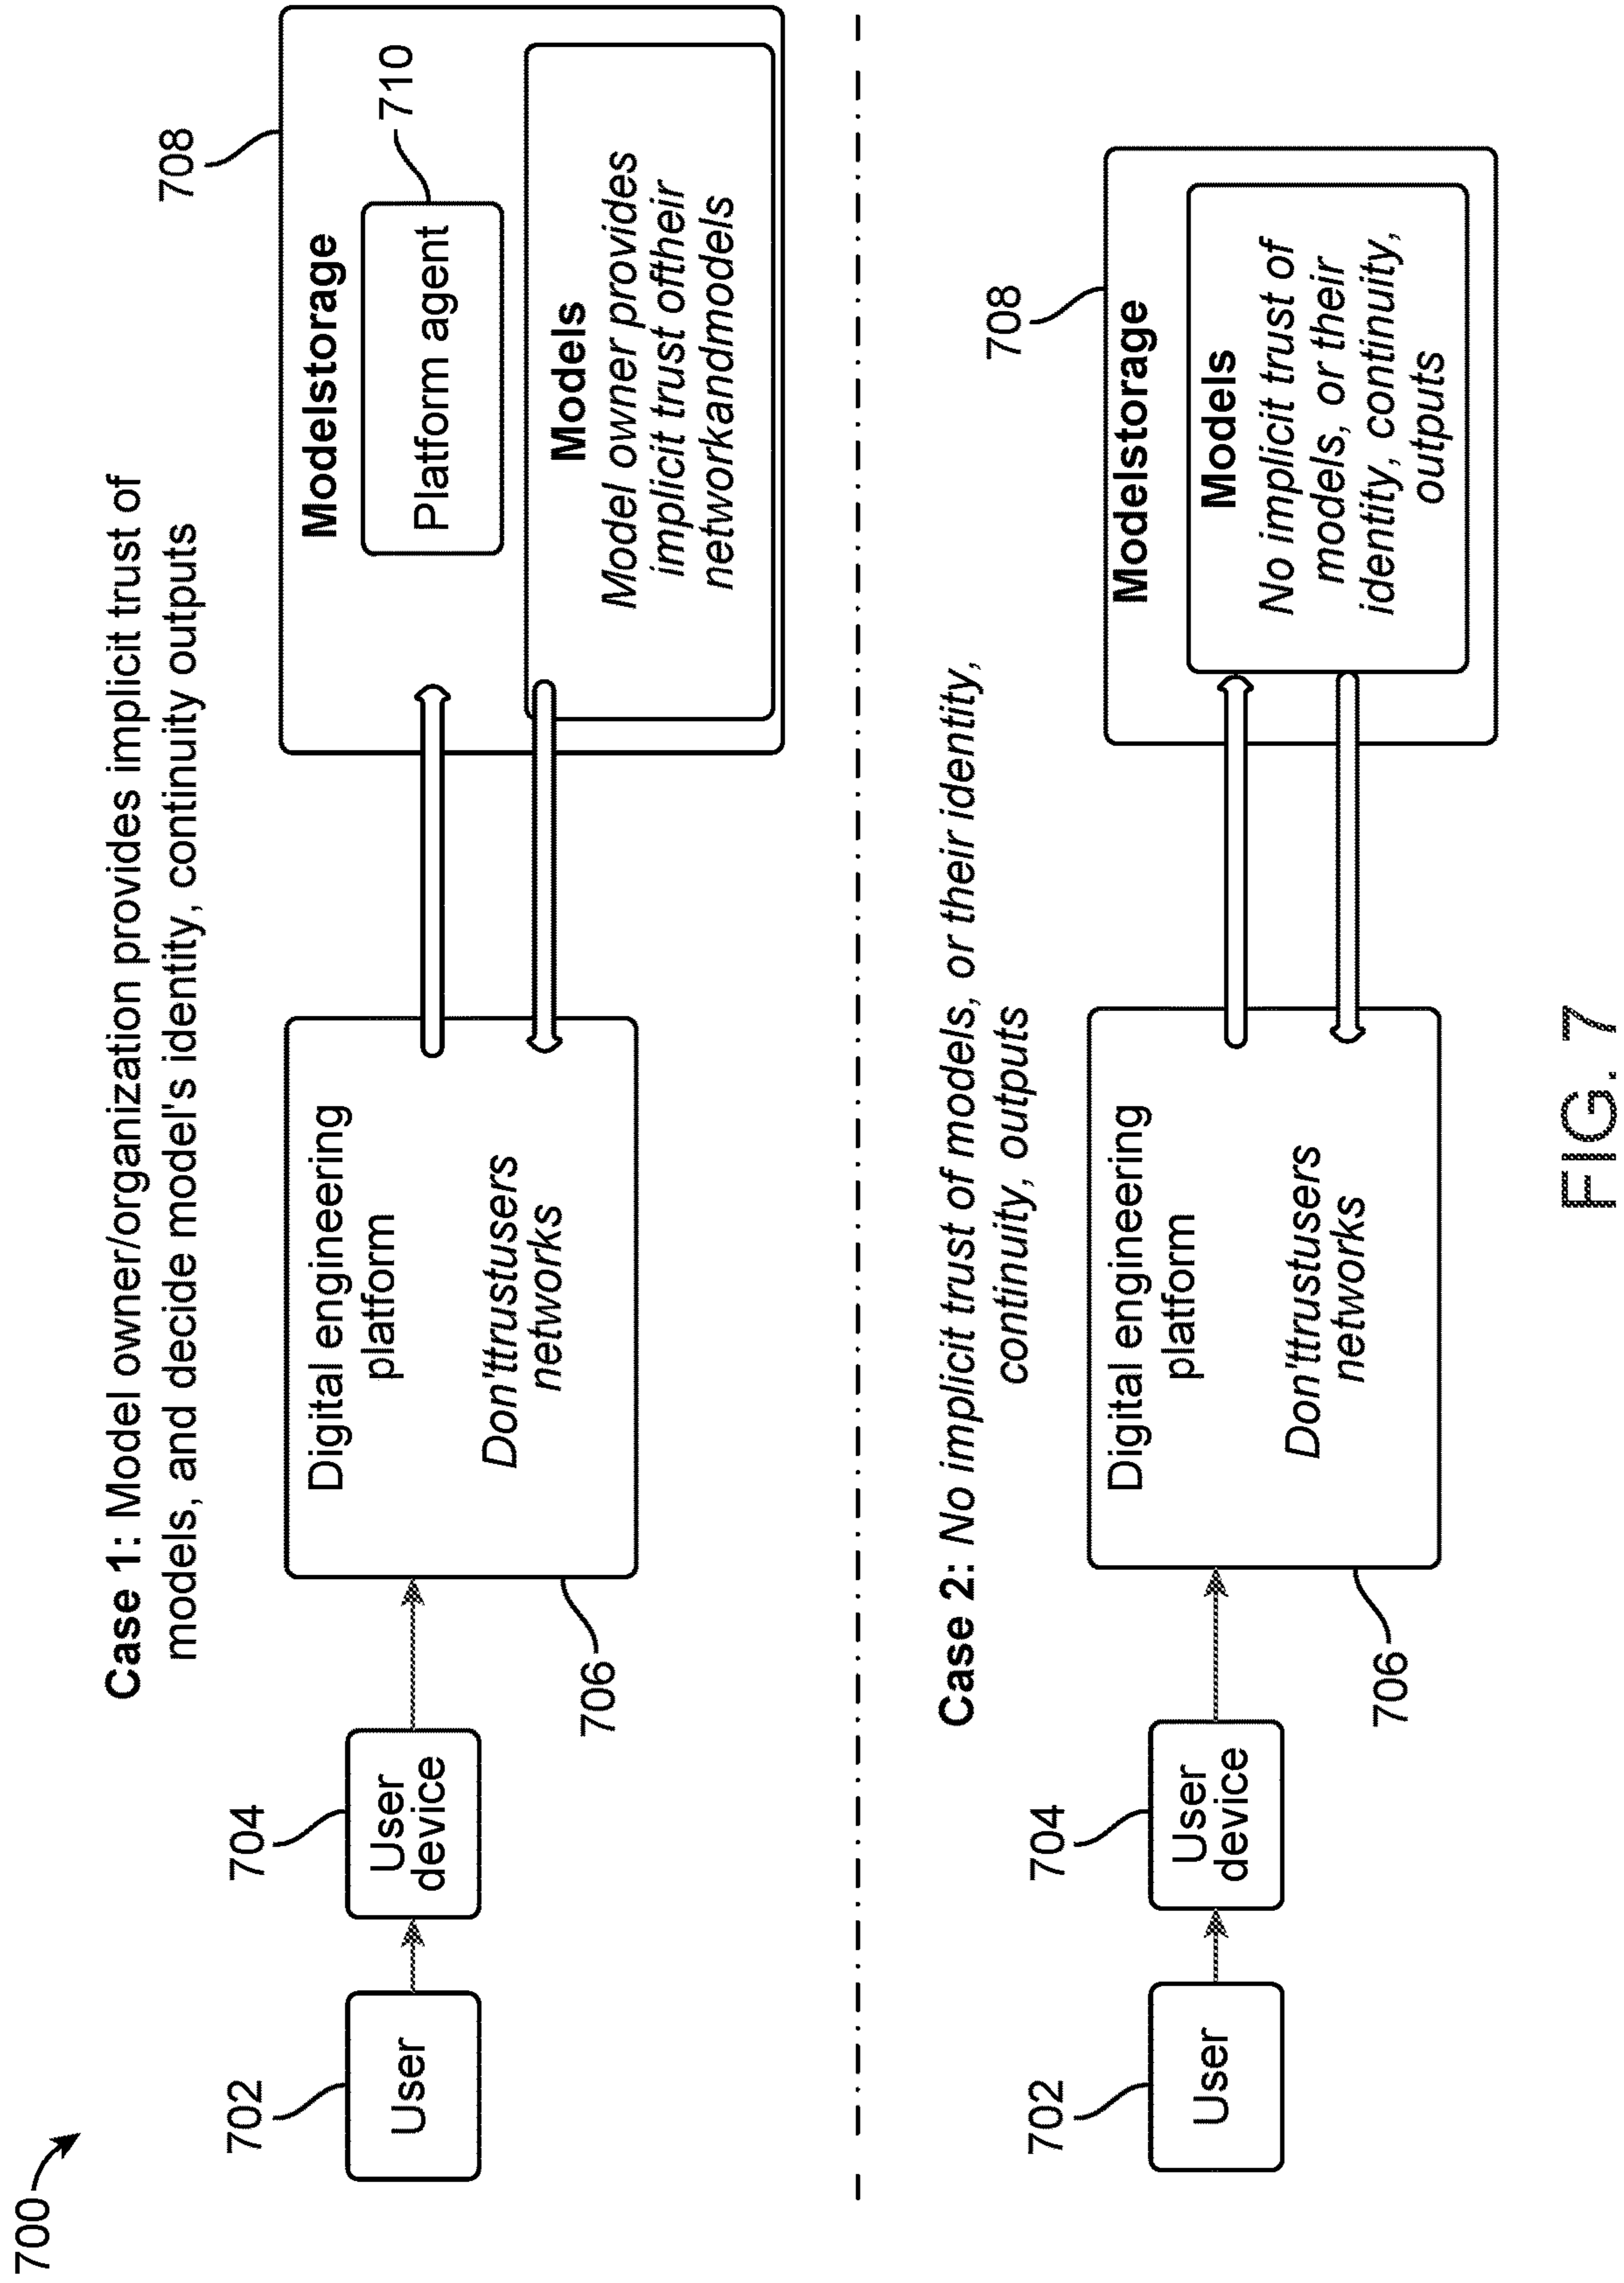 700
Case 1: Model owner/organization provides implicit trust of
models, and decide model's identity, continuity outputs
702
User
704
User
device
706
Digital engineering
platform
Don'ttrustusers
networks
708
Modelstorage
Platform agent
710
Models
Model owner provides
implicit trust oftheir
networkandmodels
Case 2: No implicit trust of models, or their identity,
continuity, outputs
702
User
704
User
device
706
Digital engineering
platform
Don'ttrustusers
networks
708
Modelstorage
Models
No implicit trust of
models, or their
identity, continuity,
outputs
FIG. 7